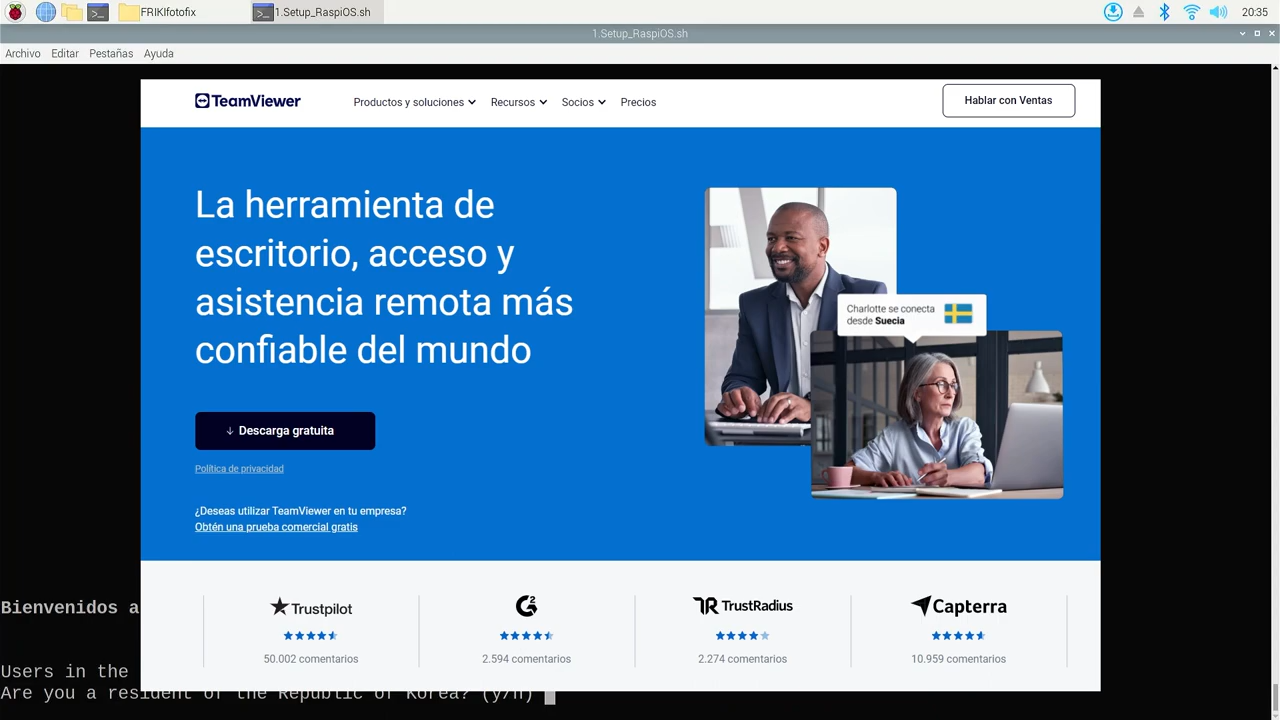 FRIKIfotofix
1.Setup_RaspiOS.sh
20:35
1.Setup_RaspiOS.sh
Archivo Editar Pestañas Ayuda
TeamViewer
Productos y soluciones Recursos Socios Precios
Hablar con Ventas
La herramienta de
escritorio, acceso y
asistencia remota más
confiable del mundo
Charlotte se conecta
desde Suecia
↓ Descarga gratuita
Política de privacidad
¿Deseas utilizar TeamViewer en tu empresa?
Obtén una prueba comercial gratis
Trustpilot
50.002 comentarios
G2
2.594 comentarios
TrustRadius
2.274 comentarios
Capterra
10.959 comentarios
Bienvenidos a
Users in the
Are you a resident of the Republic of Korea? (y/n)